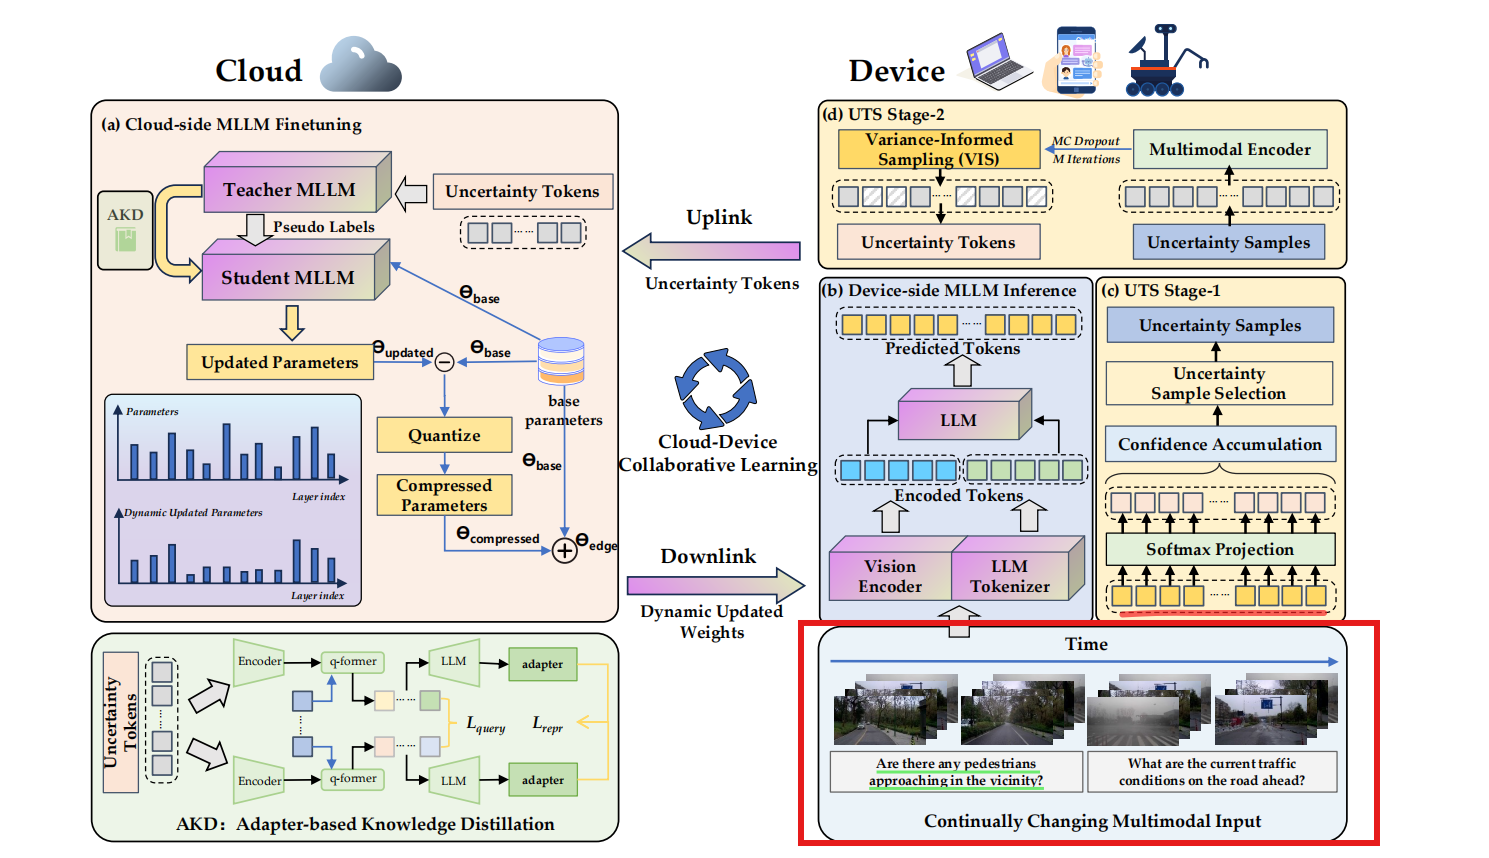 Cloud
Device
(a) Cloud-side MLLM Finetuning
Teacher MLLM
Uncertainty Tokens
AKD
Pseudo Labels
Student MLLM
Θbase
Updated Parameters
Θupdated
Θbase
base
parameters
Quantize
Θbase
Compressed
Parameters
Θcompressed
Θedge
Parameters
Layer index
Dynamic Updated Parameters
Layer index
Uplink
Uncertainty Tokens
Cloud-Device
Collaborative Learning
Downlink
Dynamic Updated
Weights
(d) UTS Stage-2
Variance-Informed
Sampling (VIS)
MC Dropout
M Iterations
Multimodal Encoder
Uncertainty Tokens
Uncertainty Samples
(b) Device-side MLLM Inference
Predicted Tokens
LLM
Encoded Tokens
Vision
Encoder
LLM
Tokenizer
(c) UTS Stage-1
Uncertainty Samples
Uncertainty
Sample Selection
Confidence Accumulation
Softmax Projection
Uncertainty
Tokens
Encoder
q-former
LLM
adapter
Lquery
Lrepr
Encoder
q-former
LLM
adapter
AKD: Adapter-based Knowledge Distillation
Time
Are there any pedestrians
approaching in the vicinity?
What are the current traffic
conditions on the road ahead?
Continually Changing Multimodal Input